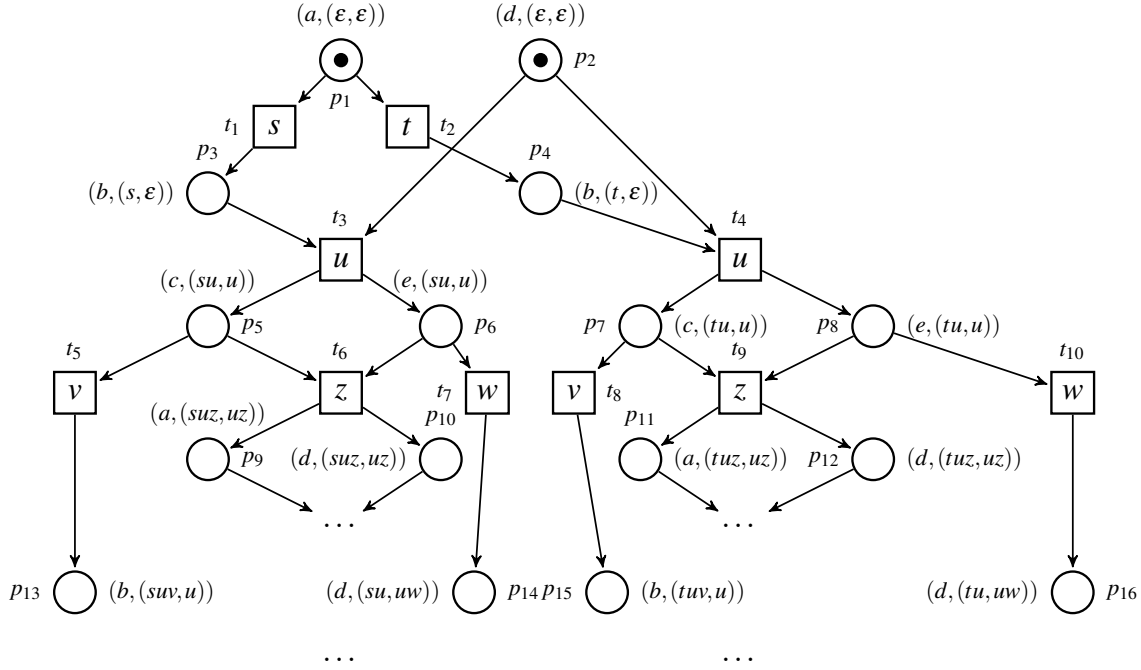 (a,(ε,ε)) (d,(ε,ε))
p1 p2
t1 s t t2
p3 p4
(b,(s,ε)) (b,(t,ε))
t3 t4
u u
(c,(su,u)) (e,(su,u))
p5 p6 p7 (c,(tu,u)) p8 (e,(tu,u))
t5 t6 t9 t10
v z t7 w v t8 z w
(a,(suz,uz)) p10 p11
p9 (d,(suz,uz)) (a,(tuz,uz)) p12 (d,(tuz,uz))
... ...
p13 (b,(suv,u)) (d,(su,uw)) p14 p15 (b,(tuv,u)) (d,(tu,uw)) p16
... ...